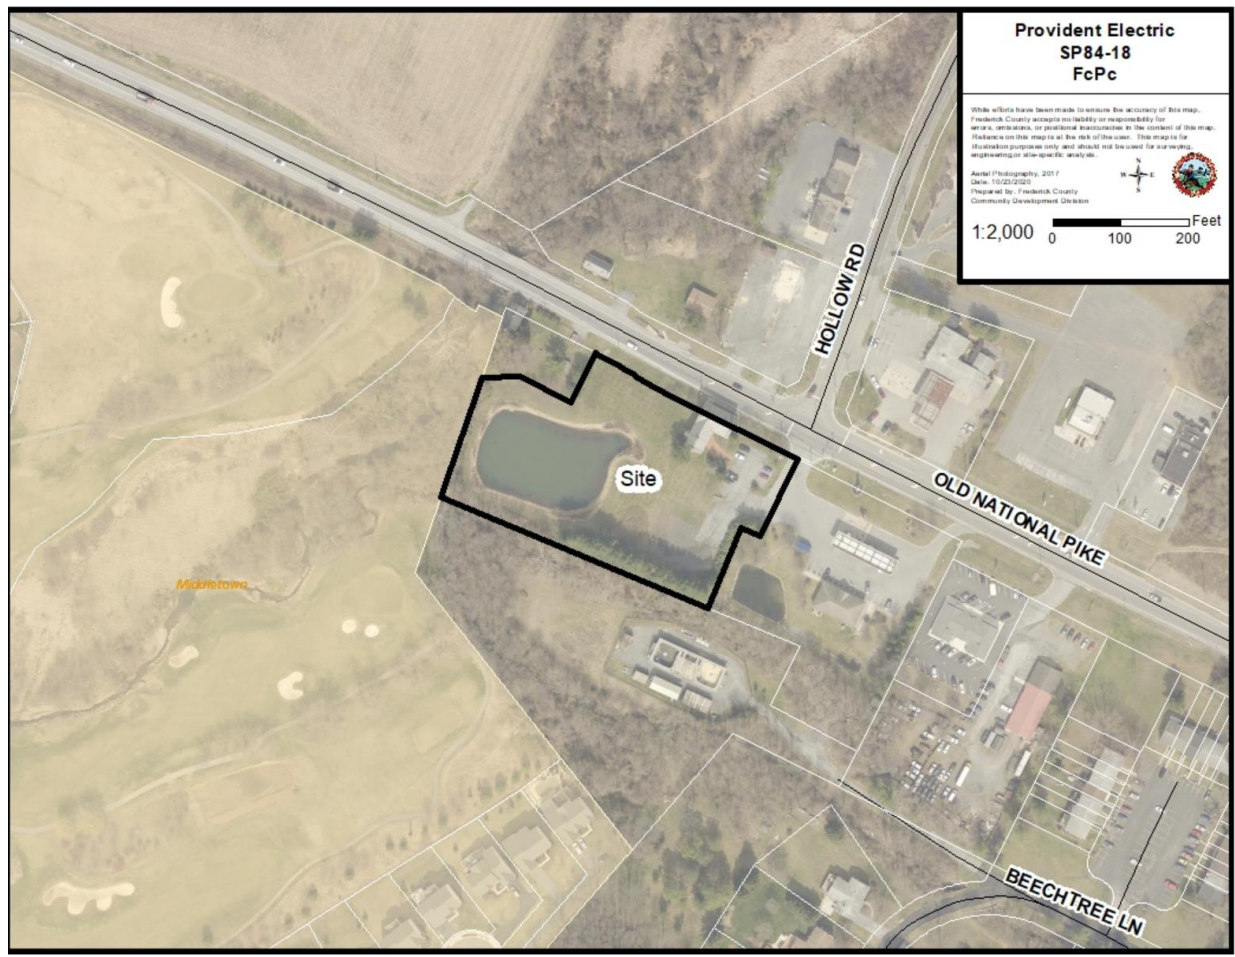 Provident Electric
SP84-18
FcPc
While efforts have been made to ensure the accuracy of this map,
Frederick County accepts no liability or responsibility for
errors, omissions, or positional inaccuracies in the content of this map.
Reliance on this map is at the risk of the user. This map is for
illustration purposes only and should not be used for surveying,
engineering, or site-specific analysis.
Aerial Photography, 2017
Date: 10/23/2020
Prepared by: Frederick County
Community Development Division
N
W E
S
1:2,000
Feet
0 100 200
HOLLOW RD
Site
OLD NATIONAL PIKE
Middletown
BEECHTREE LN